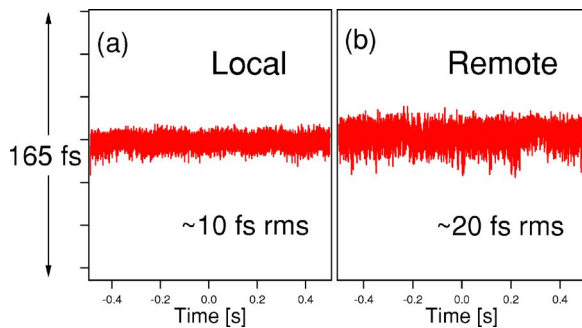 (a)
Local
(b)
Remote
165 fs
~10 fs rms
~20 fs rms
-0.4 -0.2 0.0 0.2 0.4
-0.4 -0.2 0.0 0.2 0.4
Time [s]
Time [s]